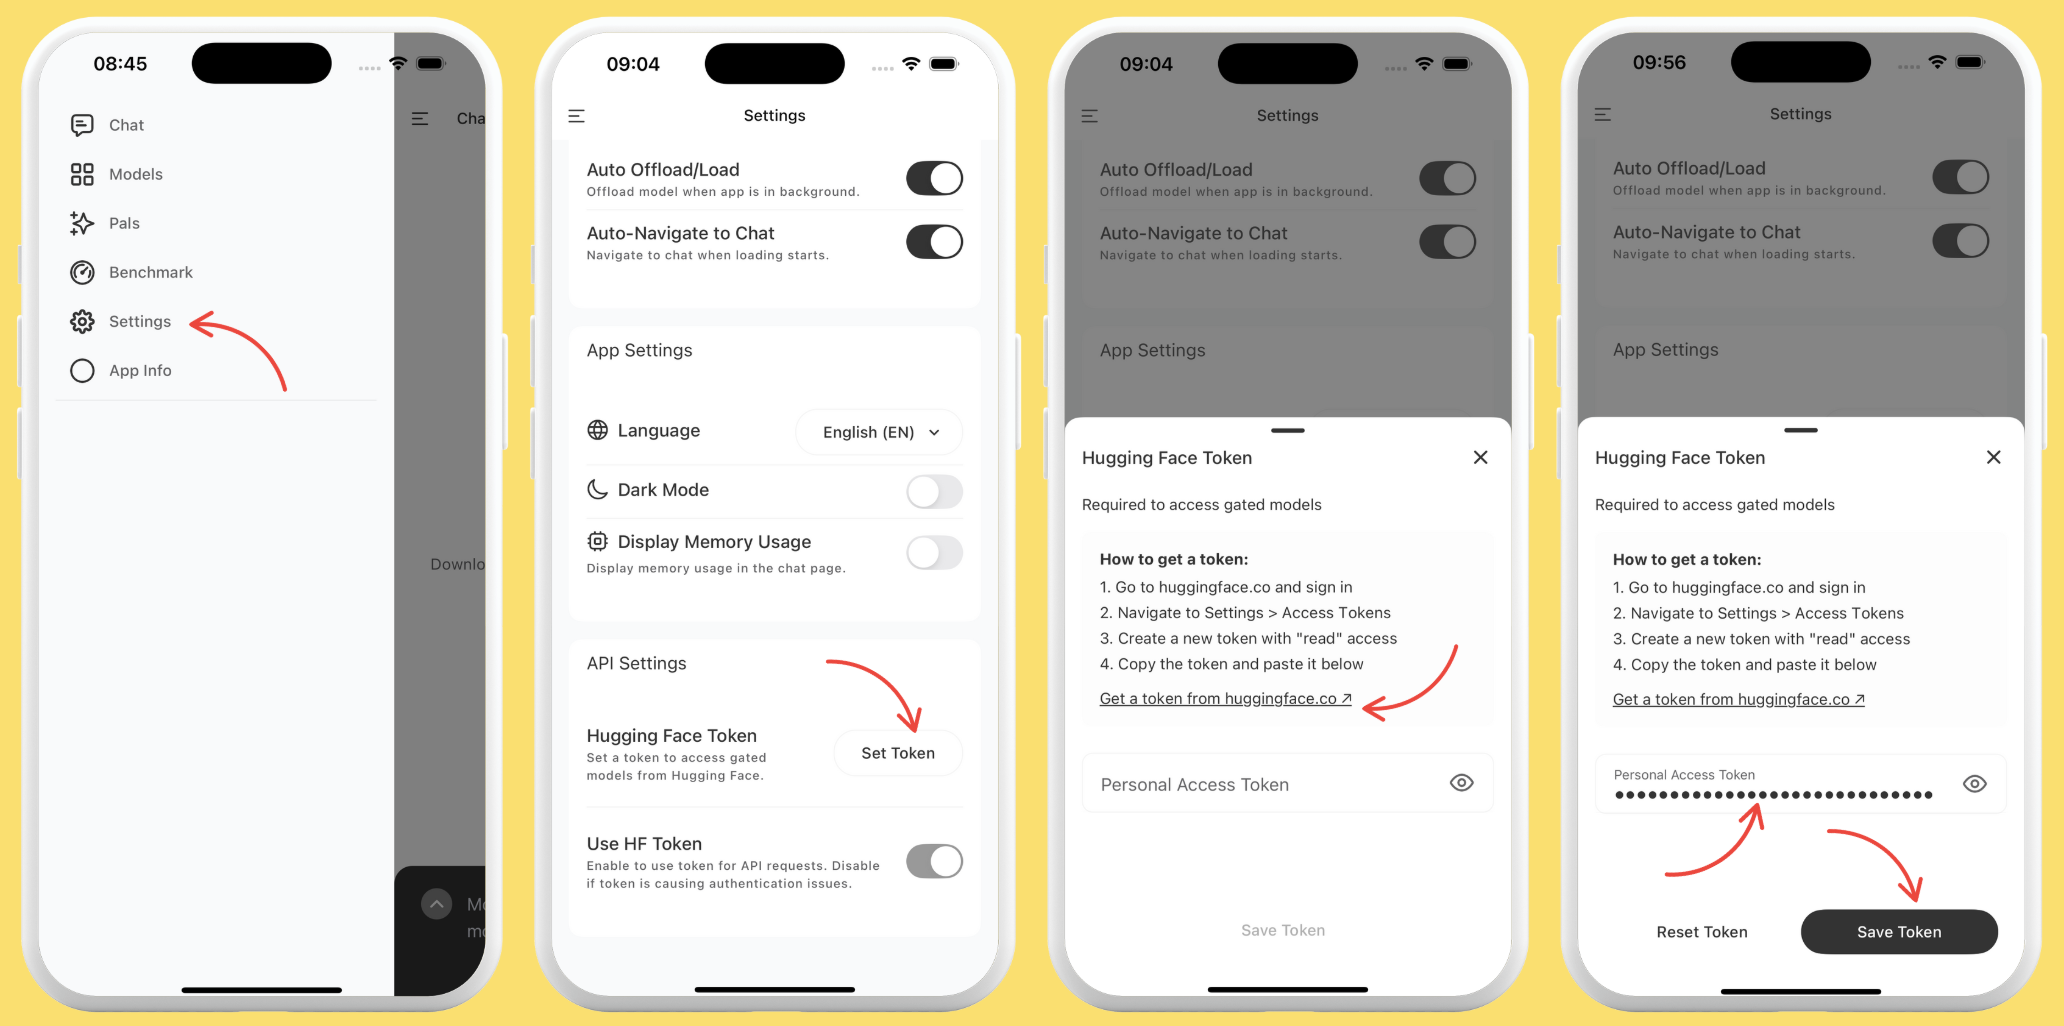 08:45
Chat
Models
Pals
Benchmark
Settings
App Info
Cha
Downlo
Mo
mo
09:04
Settings
Auto Offload/Load
Offload model when app is in background.
Auto-Navigate to Chat
Navigate to chat when loading starts.
App Settings
Language
English (EN)
Dark Mode
Display Memory Usage
Display memory usage in the chat page.
API Settings
Hugging Face Token
Set a token to access gated
models from Hugging Face.
Set Token
Use HF Token
Enable to use token for API requests. Disable
if token is causing authentication issues.
09:04
Settings
Auto Offload/Load
Offload model when app is in background.
Auto-Navigate to Chat
Navigate to chat when loading starts.
App Settings
Hugging Face Token
Required to access gated models
How to get a token:
1. Go to huggingface.co and sign in
2. Navigate to Settings > Access Tokens
3. Create a new token with "read" access
4. Copy the token and paste it below
Get a token from huggingface.co ↗
Personal Access Token
Save Token
09:56
Settings
Auto Offload/Load
Offload model when app is in background.
Auto-Navigate to Chat
Navigate to chat when loading starts.
App Settings
Hugging Face Token
Required to access gated models
How to get a token:
1. Go to huggingface.co and sign in
2. Navigate to Settings > Access Tokens
3. Create a new token with "read" access
4. Copy the token and paste it below
Get a token from huggingface.co ↗
Personal Access Token
•••••••••••••••••••••••••••••
Reset Token
Save Token